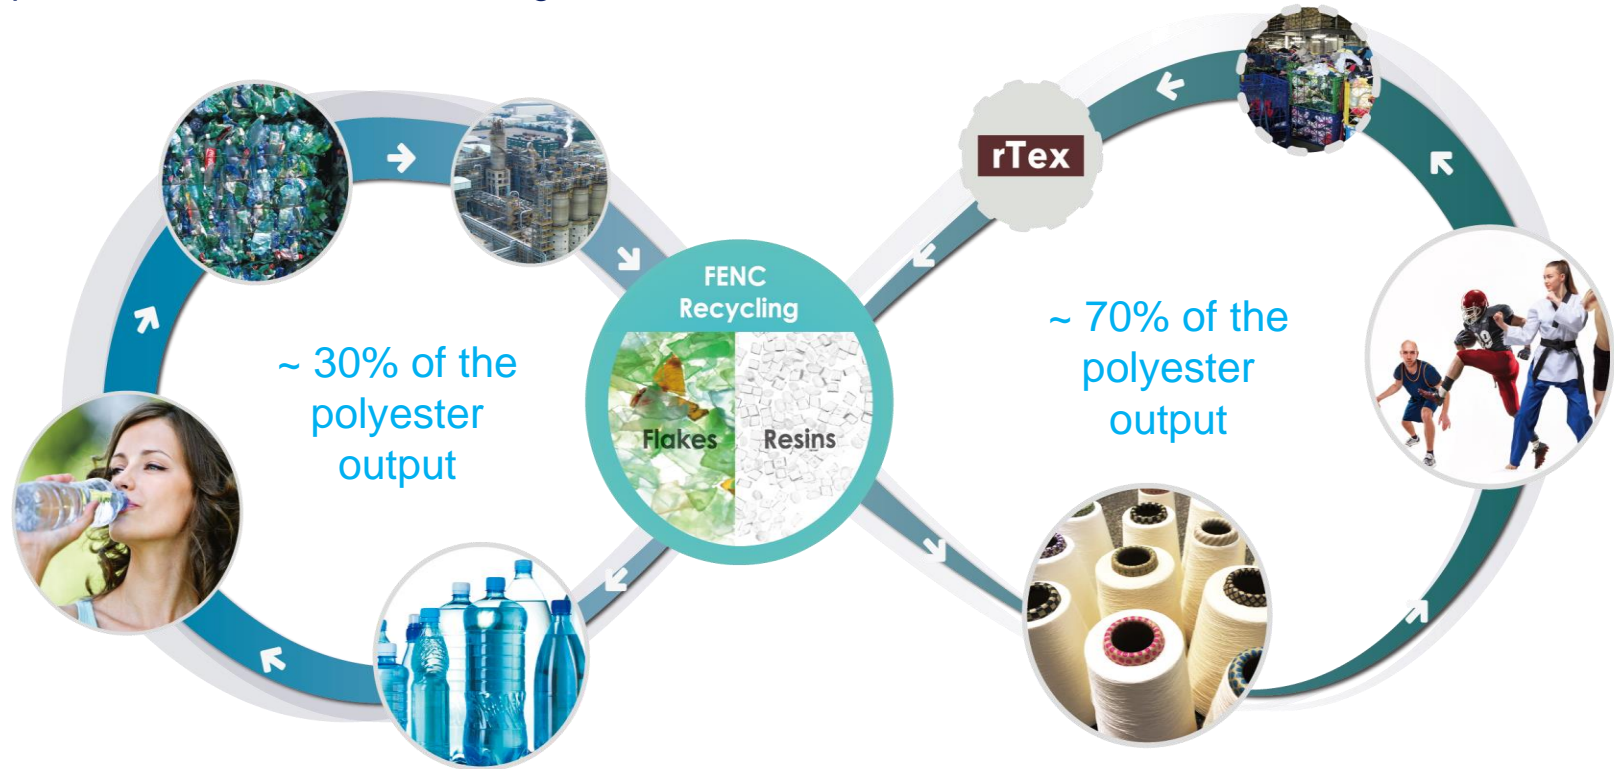 rTex
FENC
Recycling
Flakes
Resins
~ 30% of the
polyester
output
~ 70% of the
polyester
output